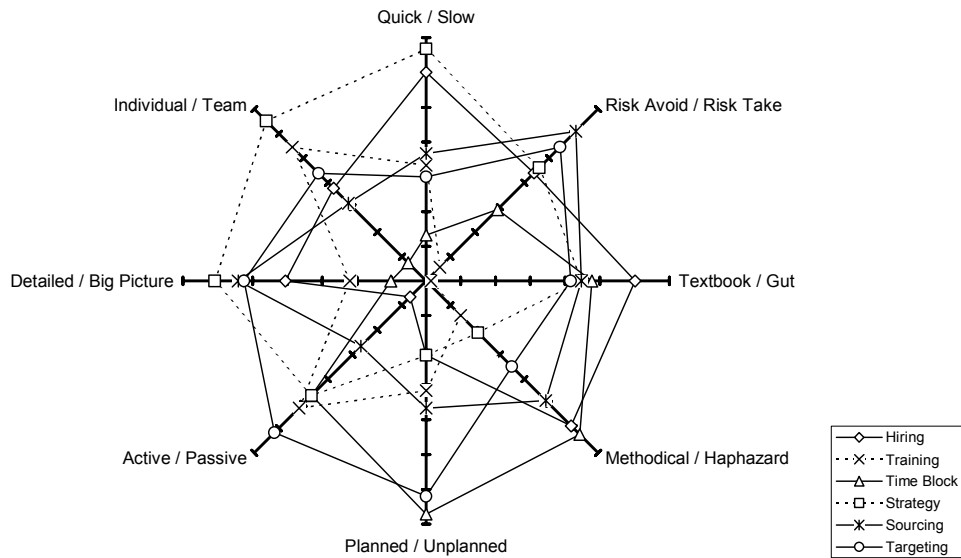 Quick / Slow
Individual / Team
Risk Avoid / Risk Take
Detailed / Big Picture
Textbook / Gut
Active / Passive
Methodical / Haphazard
Planned / Unplanned
Hiring
Training
Time Block
Strategy
Sourcing
Targeting